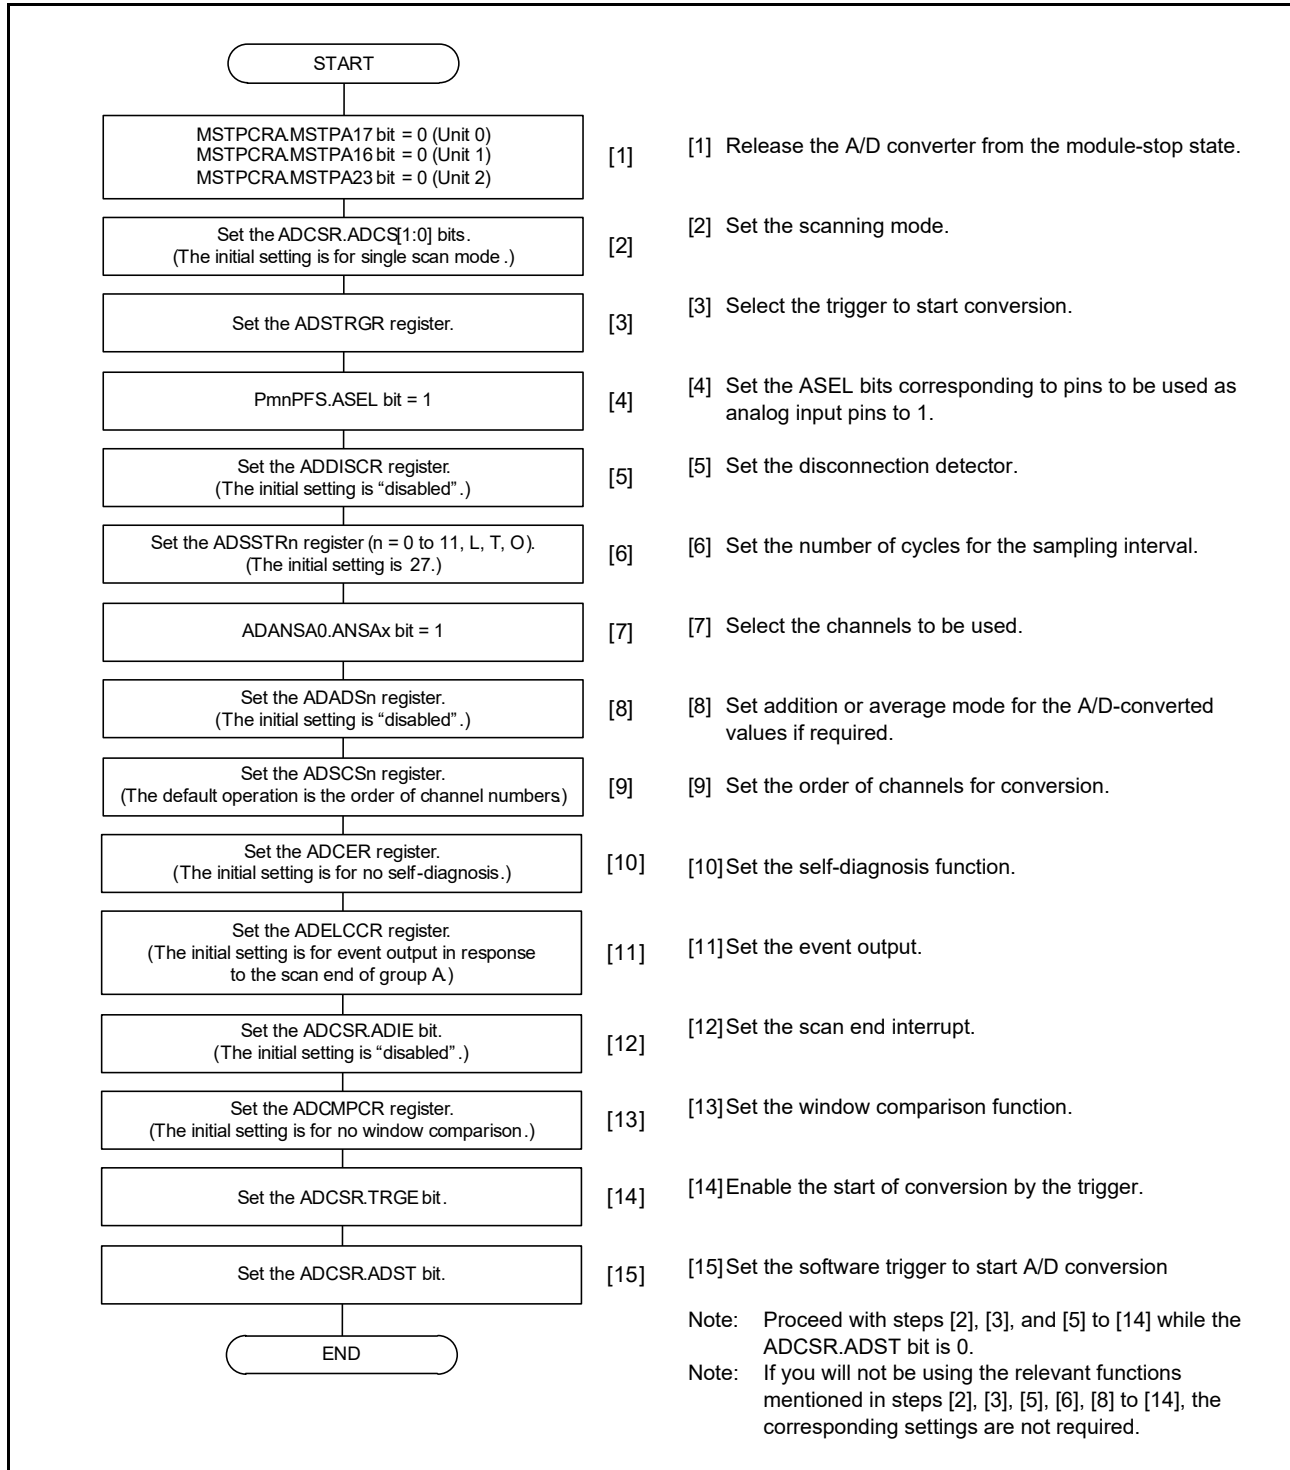 START
MSTPCRA.MSTPA17 bit = 0 (Unit 0)
MSTPCRA.MSTPA16 bit = 0 (Unit 1)
MSTPCRA.MSTPA23 bit = 0 (Unit 2)
[1]
[1] Release the A/D converter from the module-stop state.
Set the ADCSR.ADCS[1:0] bits.
(The initial setting is for single scan mode.)
[2]
[2] Set the scanning mode.
Set the ADSTRGR register.
[3]
[3] Select the trigger to start conversion.
PmnPFS.ASEL bit = 1
[4]
[4] Set the ASEL bits corresponding to pins to be used as
analog input pins to 1.
Set the ADDISCR register.
(The initial setting is “disabled”.)
[5]
[5] Set the disconnection detector.
Set the ADSSTRn register (n = 0 to 11, L, T, O).
(The initial setting is 27.)
[6]
[6] Set the number of cycles for the sampling interval.
ADANSA0.ANSAx bit = 1
[7]
[7] Select the channels to be used.
Set the ADADSn register.
(The initial setting is “disabled”.)
[8]
[8] Set addition or average mode for the A/D-converted
values if required.
Set the ADSCSn register.
(The default operation is the order of channel numbers.)
[9]
[9] Set the order of channels for conversion.
Set the ADCER register.
(The initial setting is for no self-diagnosis.)
[10]
[10] Set the self-diagnosis function.
Set the ADELCCR register.
(The initial setting is for event output in response
to the scan end of group A.)
[11]
[11] Set the event output.
Set the ADCSR.ADIE bit.
(The initial setting is “disabled”.)
[12]
[12] Set the scan end interrupt.
Set the ADCMPCR register.
(The initial setting is for no window comparison.)
[13]
[13] Set the window comparison function.
Set the ADCSR.TRGE bit.
[14]
[14] Enable the start of conversion by the trigger.
Set the ADCSR.ADST bit.
[15]
[15] Set the software trigger to start A/D conversion
END
Note: Proceed with steps [2], [3], and [5] to [14] while the
ADCSR.ADST bit is 0.
Note: If you will not be using the relevant functions
mentioned in steps [2], [3], [5], [6], [8] to [14], the
corresponding settings are not required.